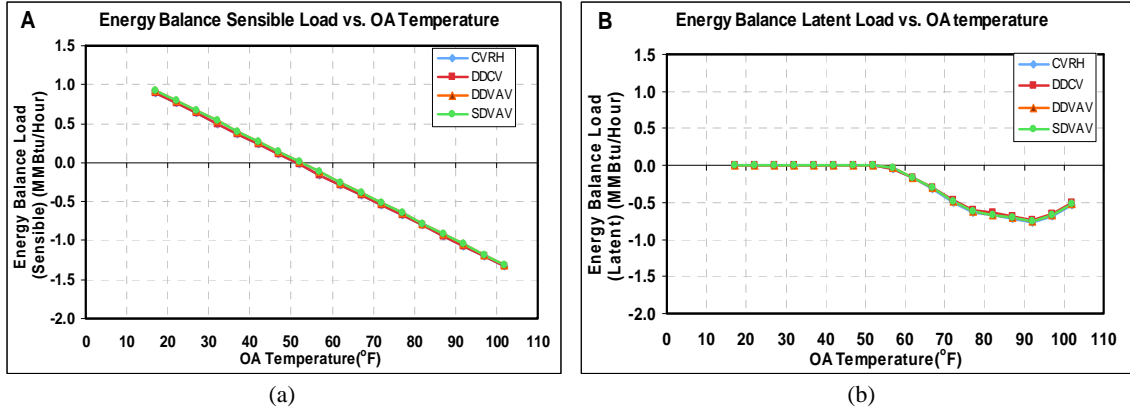 A
Energy Balance Sensible Load vs. OA Temperature
1.5
1.0
0.5
0.0
-0.5
-1.0
-1.5
-2.0
Energy Balance Load
(Sensible) (MMBtu/Hour)
CVRH
DDCV
DDVAV
SDVAV
0 10 20 30 40 50 60 70 80 90 100 110
OA Temperature(°F)
(a)
B
Energy Balance Latent Load vs. OA temperature
1.5
1.0
0.5
0.0
-0.5
-1.0
-1.5
-2.0
Energy Balance Load
(Latent) (MMBtu/Hour)
CVRH
DDCV
DDVAV
SDVAV
0 10 20 30 40 50 60 70 80 90 100 110
OA Temperature(°F)
(b)